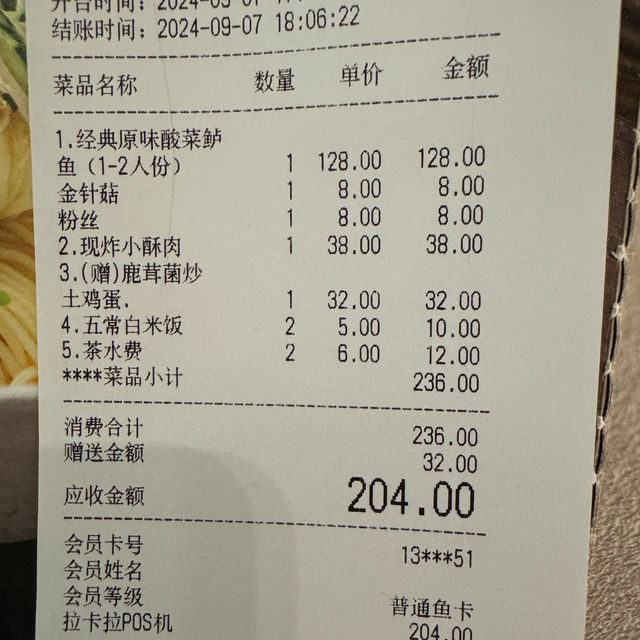 开台时间: 2024-09-07
结账时间: 2024-09-07 18:06:22
菜品名称 数量 单价 金额
1.经典原味酸菜鲈
鱼（1-2人份） 1 128.00 128.00
金针菇 1 8.00 8.00
粉丝 1 8.00 8.00
2.现炸小酥肉 1 38.00 38.00
3.(赠)鹿茸菌炒
土鸡蛋. 1 32.00 32.00
4.五常白米饭 2 5.00 10.00
5.茶水费 2 6.00 12.00
****菜品小计 236.00
消费合计 236.00
赠送金额 32.00
应收金额 204.00
会员卡号 13***51
会员姓名
会员等级 普通鱼卡
拉卡拉POS机 204.00